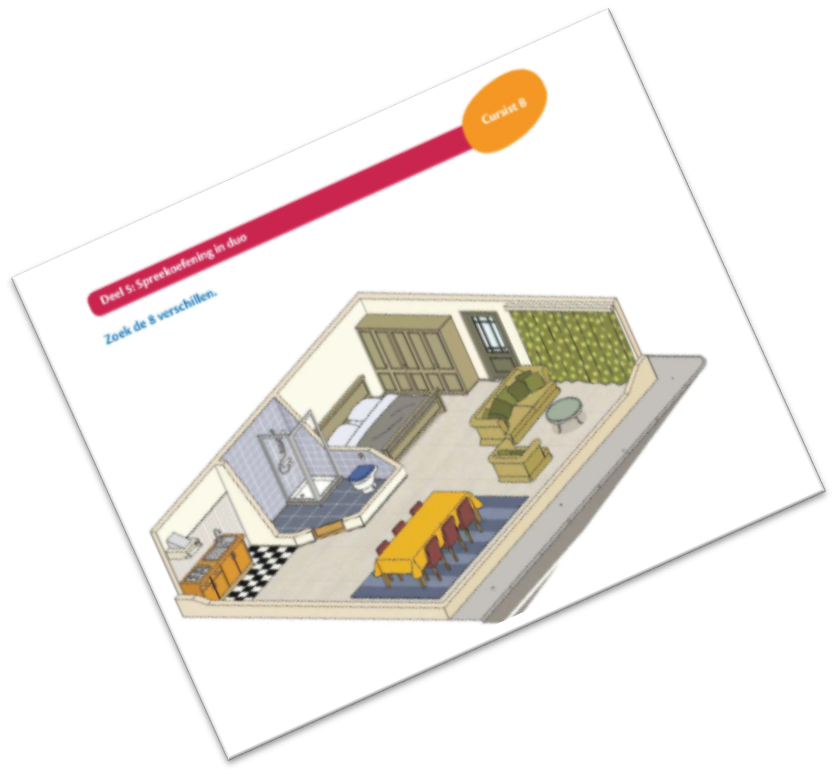 Cursist B
Deel 5: Spreekoefening in duo
Zoek de 8 verschillen.